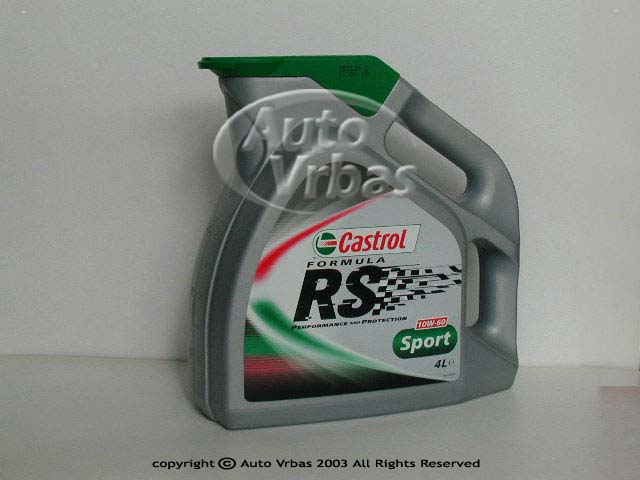 Auto
Vrbas
Castrol
FORMULA
RS
PERFORMANCE AND PROTECTION
10W-60
Sport
4L e
copyright © Auto Vrbas 2003 All Rights Reserved